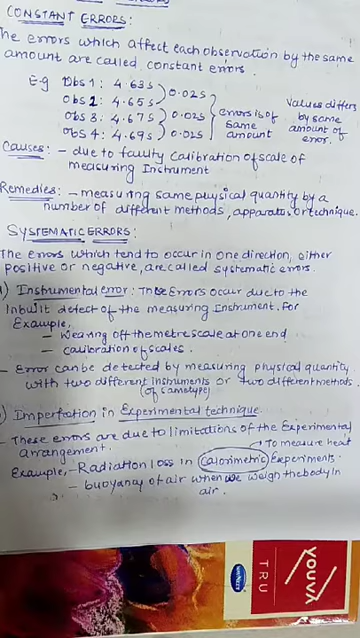 CONSTANT ERRORS:
The errors which affect each observation by the same
amount are called constant errors.
E.g Obs 1: 4.63s
0.02s
Obs 2: 4.65s
0.02s
Obs 3: 4.67s
0.02s
Obs 4: 4.69s
errors is of
same
amount
Values differs
by same
amount of
error.
Causes: - due to faulty calibration of scale of
measuring Instrument
Remedies: - measuring same physical quantity by a
number of different methods, apparatus or technique.
SYSTEMATIC ERRORS:
The errors which tend to occur in one direction, either
positive or negative, are called systematic errors.
) Instrumental error: These Errors occur due to the
Inbuilt defect of the measuring Instrument. For
Example,
- Wearing off the metre scale at one end
- calibration of scales.
- Error can be detected by measuring physical quantity
with two different instruments or two different methods.
(of same type)
) Imperfection in Experimental technique
- These errors are due to limitations of the Experimental
arrangement.
→ To measure heat
Example, - Radiation loss in calorimetric Experiments.
- buoyancy of air when we weigh the body in
air.
navneet
TRU
YOUVA